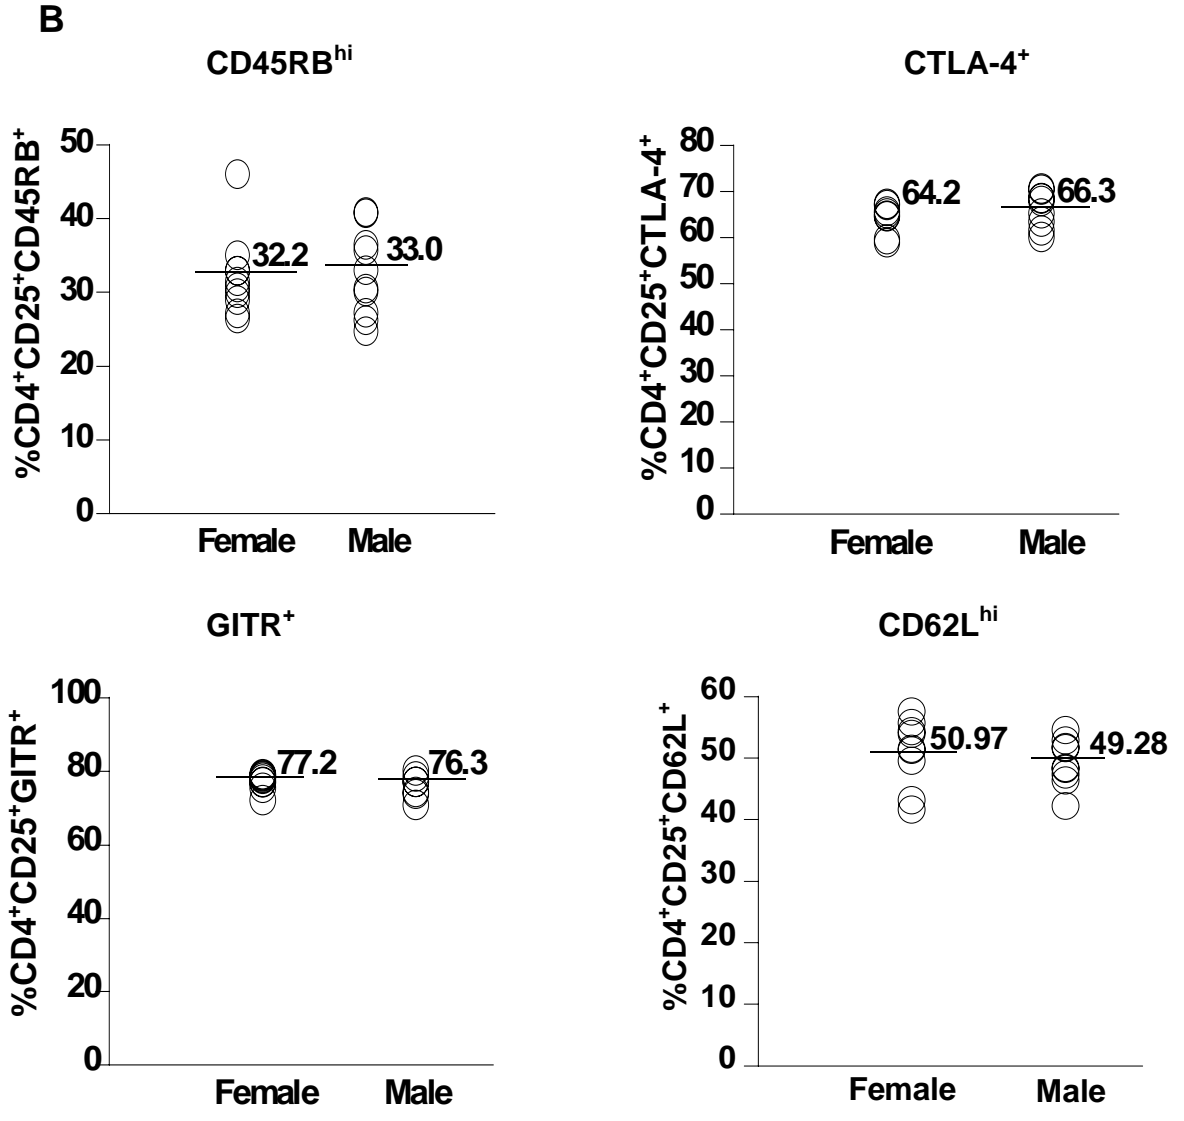 B
CD45RB^hi
%CD4⁺CD25⁺CD45RB⁺
50
40
30
20
10
0
32.2
33.0
Female Male
CTLA-4⁺
%CD4⁺CD25⁺CTLA-4⁺
80
70
60
50
40
30
20
10
0
64.2
66.3
Female Male
GITR⁺
%CD4⁺CD25⁺GITR⁺
100
80
60
40
20
0
77.2
76.3
Female Male
CD62L^hi
%CD4⁺CD25⁺CD62L⁺
60
50
40
30
20
10
0
50.97
49.28
Female Male